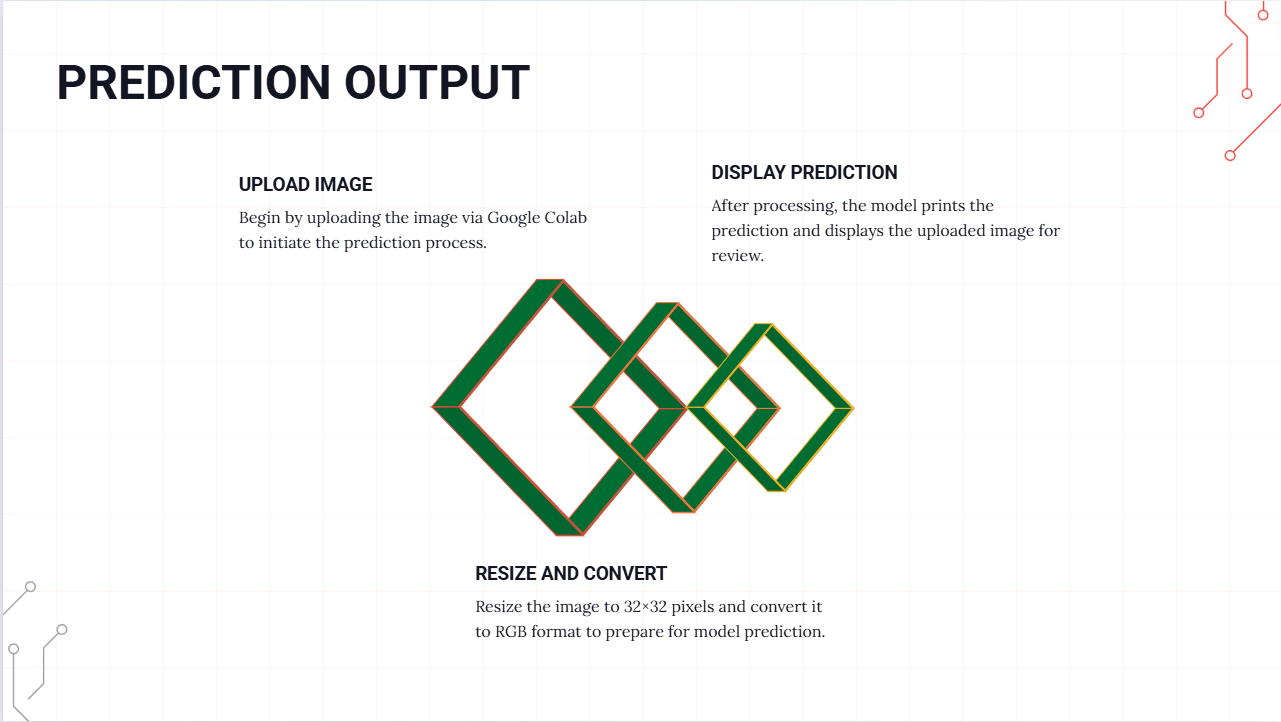 PREDICTION OUTPUT
UPLOAD IMAGE
Begin by uploading the image via Google Colab
to initiate the prediction process.
DISPLAY PREDICTION
After processing, the model prints the
prediction and displays the uploaded image for
review.
RESIZE AND CONVERT
Resize the image to 32×32 pixels and convert it
to RGB format to prepare for model prediction.